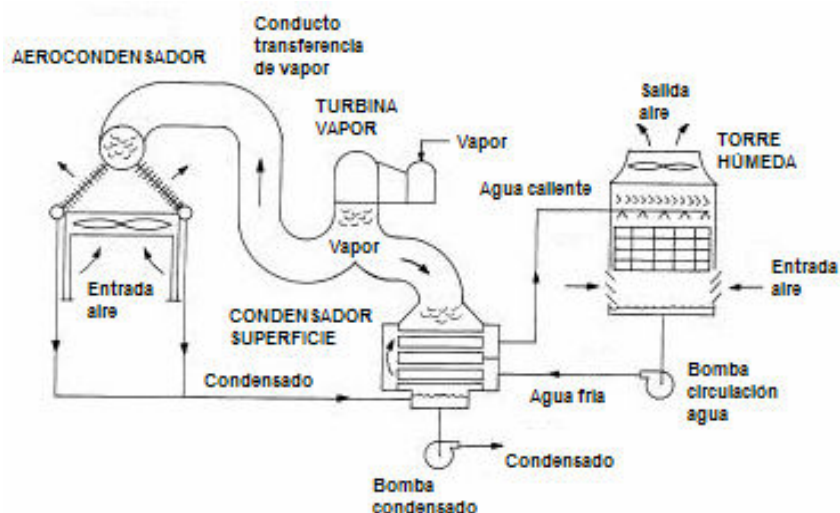 Conducto
transferencia
de vapor
AEROCONDENSADOR
TURBINA
VAPOR
Vapor
Salida
aire
TORRE
HÚMEDA
Agua caliente
Vapor
Entrada
aire
Entrada
aire
CONDENSADOR
SUPERFICIE
Condensado
Agua fria
Bomba
circulación
agua
Condensado
Bomba
condensado